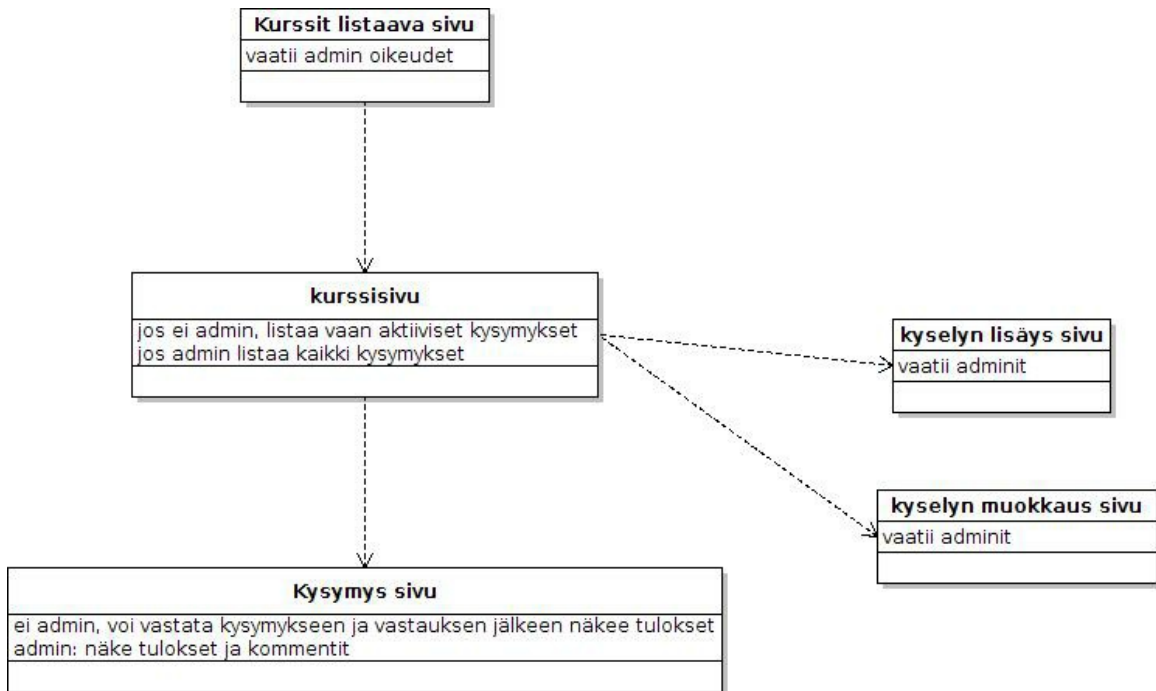 Kurssit listaava sivu
vaatii admin oikeudet
kurssisivu
jos ei admin, listaa vaan aktiiviset kysymykset
jos admin listaa kaikki kysymykset
kyselyn lisäys sivu
vaatii adminit
kyselyn muokkaus sivu
vaatii adminit
Kysymys sivu
ei admin, voi vastata kysymykseen ja vastauksen jälkeen näkee tulokset
admin: näke tulokset ja kommentit